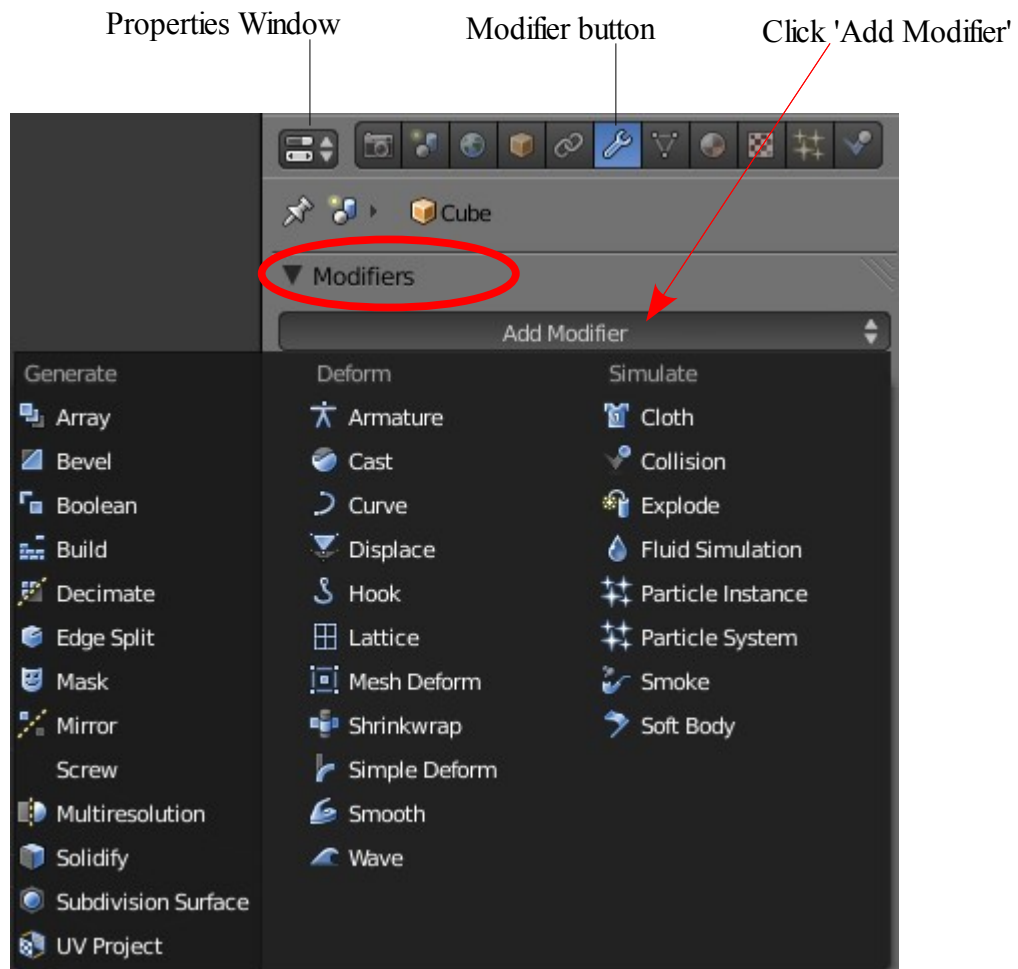 Properties Window
Modifier button
Click 'Add Modifier'
Cube
Modifiers
Add Modifier
Generate
Array
Bevel
Boolean
Build
Decimate
Edge Split
Mask
Mirror
Screw
Multiresolution
Solidify
Subdivision Surface
UV Project
Deform
Armature
Cast
Curve
Displace
Hook
Lattice
Mesh Deform
Shrinkwrap
Simple Deform
Smooth
Wave
Simulate
Cloth
Collision
Explode
Fluid Simulation
Particle Instance
Particle System
Smoke
Soft Body